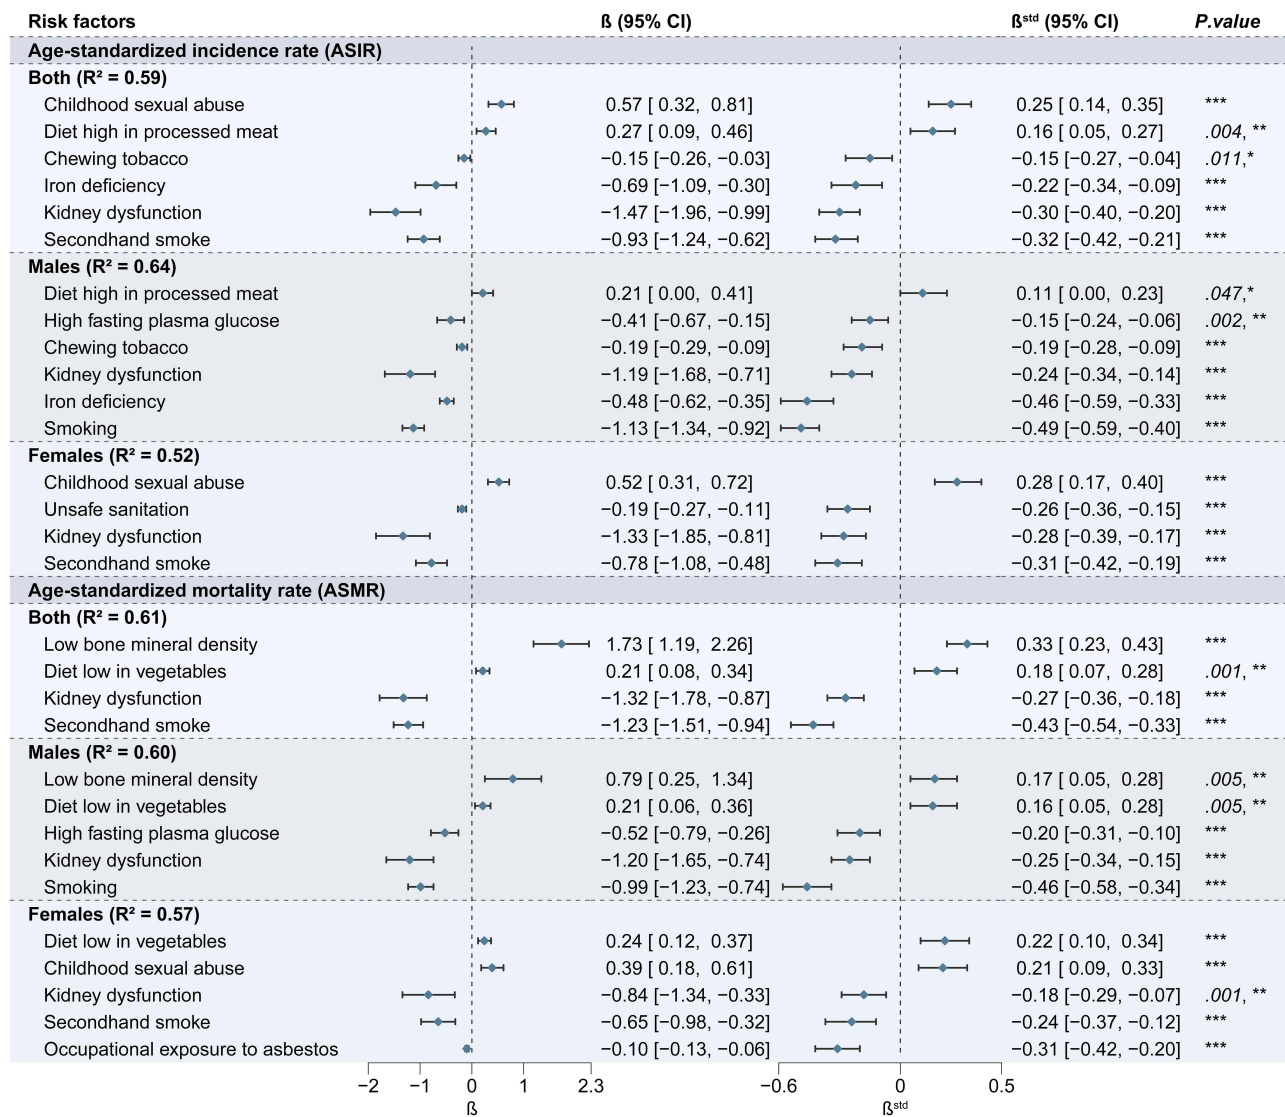 Risk factors ß (95% CI) ßstd (95% CI) P.value
Age-standardized incidence rate (ASIR)
Both (R² = 0.59)
Childhood sexual abuse 0.57 [ 0.32, 0.81] 0.25 [ 0.14, 0.35] ***
Diet high in processed meat 0.27 [ 0.09, 0.46] 0.16 [ 0.05, 0.27] .004, **
Chewing tobacco −0.15 [−0.26, −0.03] −0.15 [−0.27, −0.04] .011,*
Iron deficiency −0.69 [−1.09, −0.30] −0.22 [−0.34, −0.09] ***
Kidney dysfunction −1.47 [−1.96, −0.99] −0.30 [−0.40, −0.20] ***
Secondhand smoke −0.93 [−1.24, −0.62] −0.32 [−0.42, −0.21] ***
Males (R² = 0.64)
Diet high in processed meat 0.21 [ 0.00, 0.41] 0.11 [ 0.00, 0.23] .047,*
High fasting plasma glucose −0.41 [−0.67, −0.15] −0.15 [−0.24, −0.06] .002, **
Chewing tobacco −0.19 [−0.29, −0.09] −0.19 [−0.28, −0.09] ***
Kidney dysfunction −1.19 [−1.68, −0.71] −0.24 [−0.34, −0.14] ***
Iron deficiency −0.48 [−0.62, −0.35] −0.46 [−0.59, −0.33] ***
Smoking −1.13 [−1.34, −0.92] −0.49 [−0.59, −0.40] ***
Females (R² = 0.52)
Childhood sexual abuse 0.52 [ 0.31, 0.72] 0.28 [ 0.17, 0.40] ***
Unsafe sanitation −0.19 [−0.27, −0.11] −0.26 [−0.36, −0.15] ***
Kidney dysfunction −1.33 [−1.85, −0.81] −0.28 [−0.39, −0.17] ***
Secondhand smoke −0.78 [−1.08, −0.48] −0.31 [−0.42, −0.19] ***
Age-standardized mortality rate (ASMR)
Both (R² = 0.61)
Low bone mineral density 1.73 [ 1.19, 2.26] 0.33 [ 0.23, 0.43] ***
Diet low in vegetables 0.21 [ 0.08, 0.34] 0.18 [ 0.07, 0.28] .001, **
Kidney dysfunction −1.32 [−1.78, −0.87] −0.27 [−0.36, −0.18] ***
Secondhand smoke −1.23 [−1.51, −0.94] −0.43 [−0.54, −0.33] ***
Males (R² = 0.60)
Low bone mineral density 0.79 [ 0.25, 1.34] 0.17 [ 0.05, 0.28] .005, **
Diet low in vegetables 0.21 [ 0.06, 0.36] 0.16 [ 0.05, 0.28] .005, **
High fasting plasma glucose −0.52 [−0.79, −0.26] −0.20 [−0.31, −0.10] ***
Kidney dysfunction −1.20 [−1.65, −0.74] −0.25 [−0.34, −0.15] ***
Smoking −0.99 [−1.23, −0.74] −0.46 [−0.58, −0.34] ***
Females (R² = 0.57)
Diet low in vegetables 0.24 [ 0.12, 0.37] 0.22 [ 0.10, 0.34] ***
Childhood sexual abuse 0.39 [ 0.18, 0.61] 0.21 [ 0.09, 0.33] ***
Kidney dysfunction −0.84 [−1.34, −0.33] −0.18 [−0.29, −0.07] .001, **
Secondhand smoke −0.65 [−0.98, −0.32] −0.24 [−0.37, −0.12] ***
Occupational exposure to asbestos −0.10 [−0.13, −0.06] −0.31 [−0.42, −0.20] ***
−2 −1 0 1 2.3 −0.6 0 0.5
ß ßstd